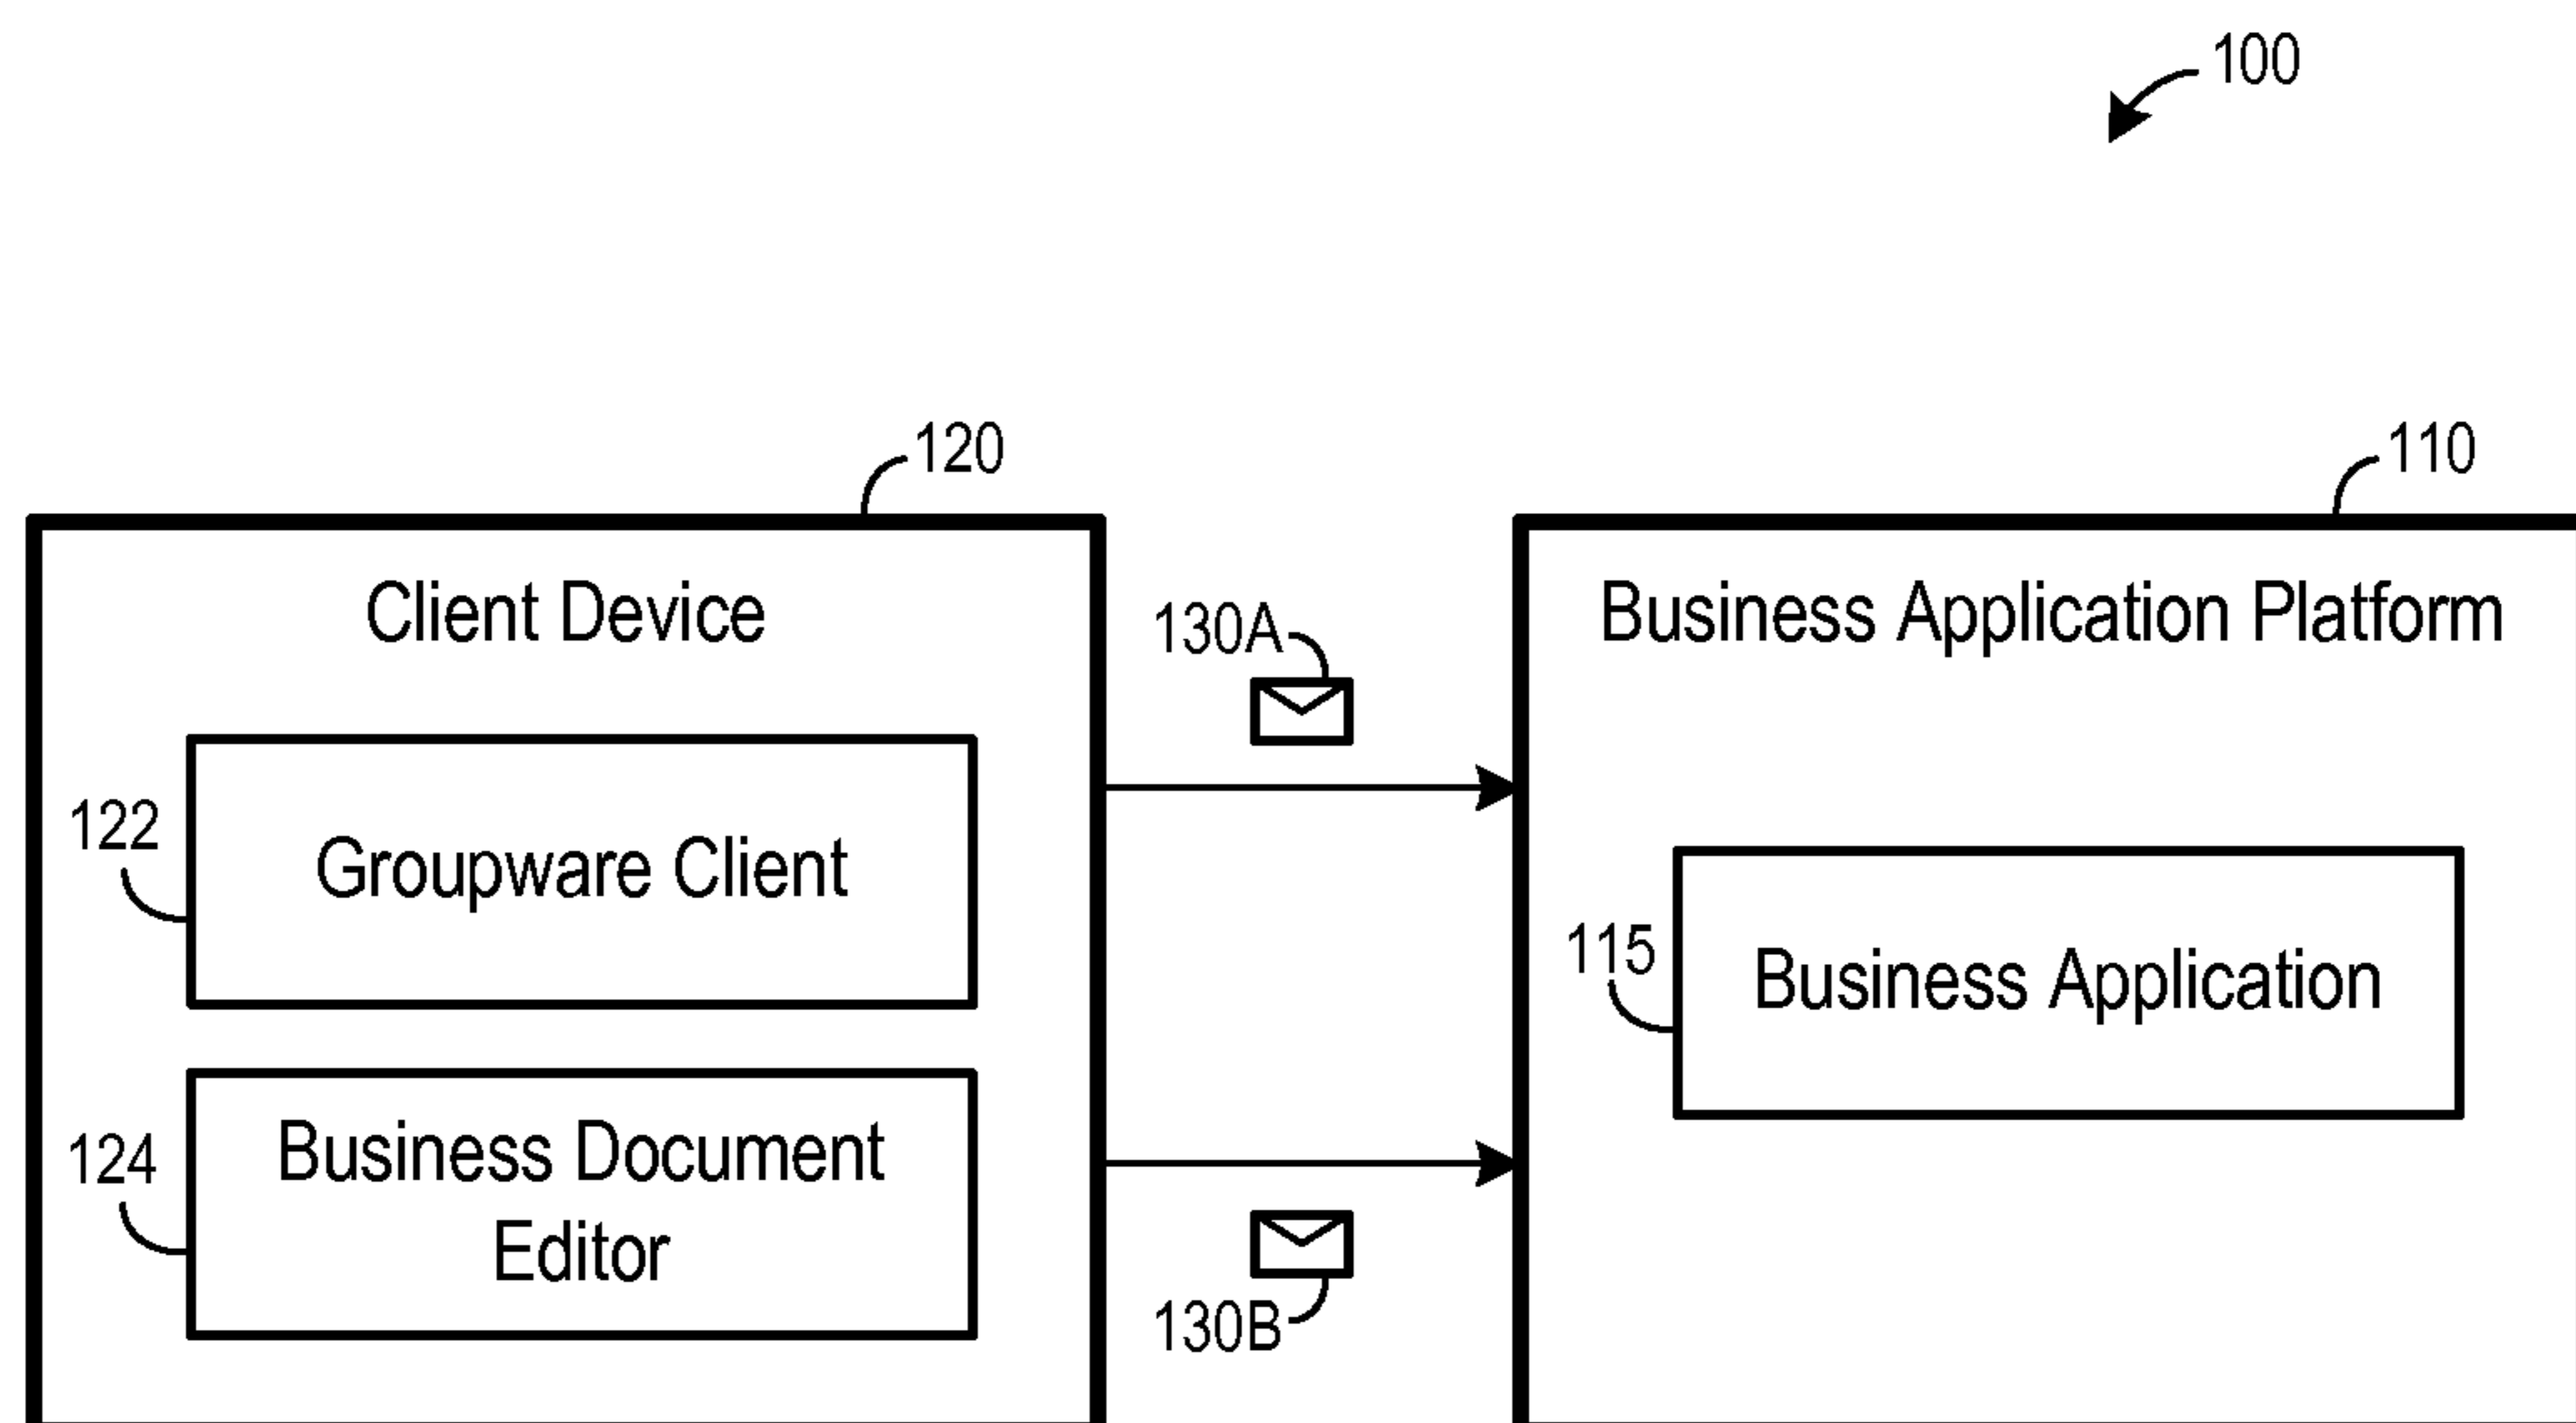 100
120
110
Client Device
130A
Business Application Platform
122
Groupware Client
115
Business Application
124
Business Document
Editor
130B